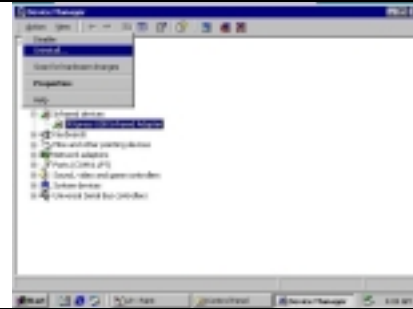 Device Manager
Action View
Disable
Uninstall...
Scan for hardware changes
Properties
Help
Infrared devices
Keyboards
Mice and other pointing devices
Network adapters
Ports (COM & LPT)
Sound, video and game controllers
System devices
Universal Serial Bus controllers
Start
Control Panel
Device Manager